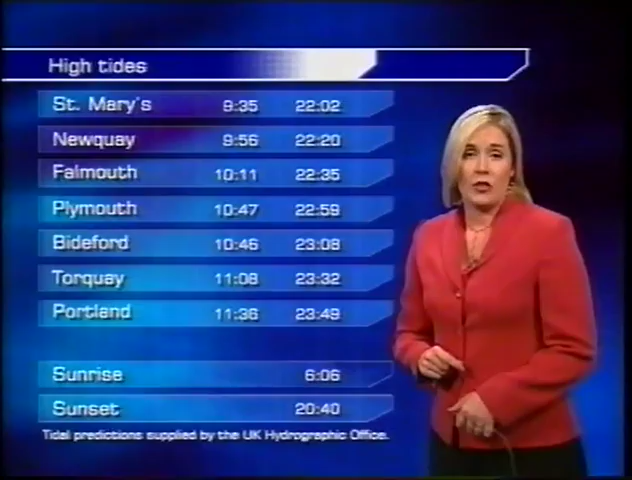 High tides
St. Mary's 9:35 22:02
Newquay 9:56 22:20
Falmouth 10:11 22:35
Plymouth 10:47 22:59
Bideford 10:46 23:08
Torquay 11:08 23:32
Portland 11:36 23:49
Sunrise 6:06
Sunset 20:40
Tidal predictions supplied by the UK Hydrographic Office.